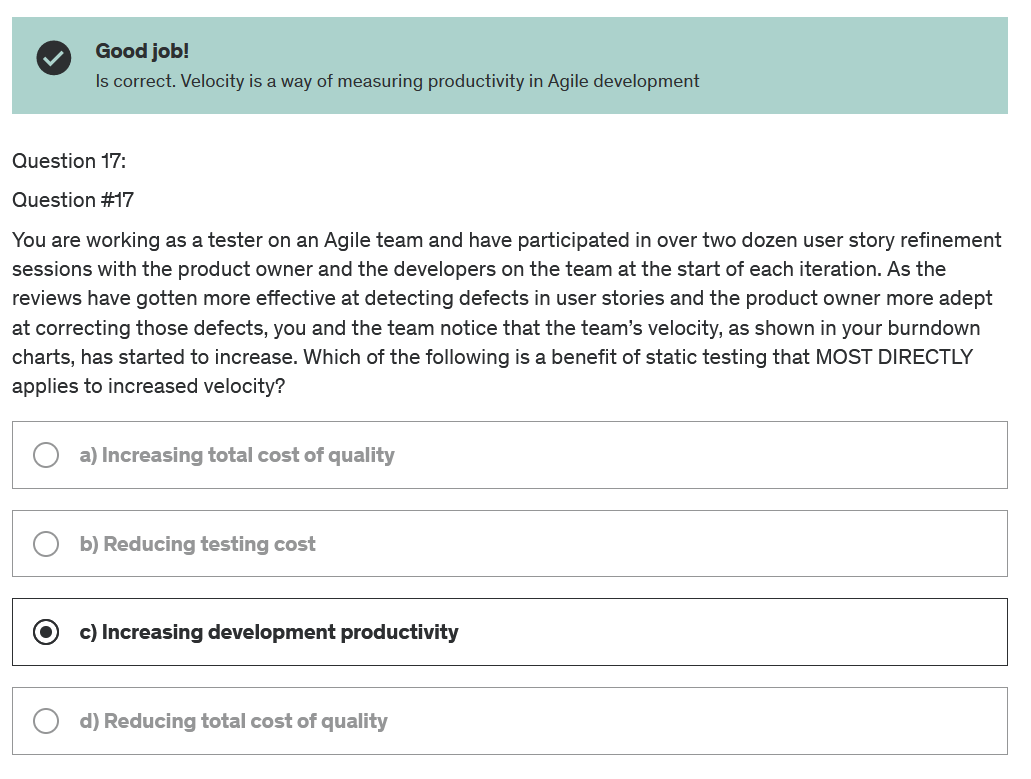 Good job!
Is correct. Velocity is a way of measuring productivity in Agile development
Question 17:
Question #17
You are working as a tester on an Agile team and have participated in over two dozen user story refinement
sessions with the product owner and the developers on the team at the start of each iteration. As the
reviews have gotten more effective at detecting defects in user stories and the product owner more adept
at correcting those defects, you and the team notice that the team’s velocity, as shown in your burndown
charts, has started to increase. Which of the following is a benefit of static testing that MOST DIRECTLY
applies to increased velocity?
a) Increasing total cost of quality
b) Reducing testing cost
c) Increasing development productivity
d) Reducing total cost of quality